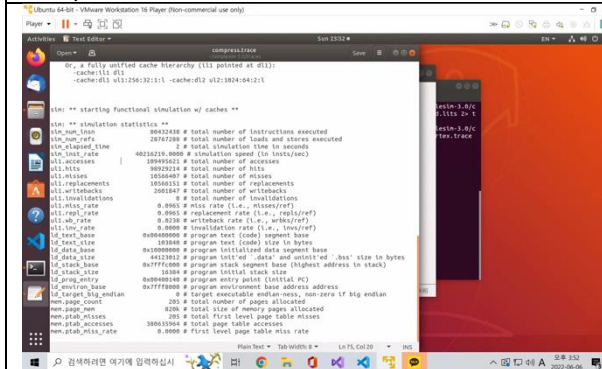 Ubuntu 64-bit - VMware Workstation 16 Player (Non-commercial use only)
Player
Activities
Text Editor
Sun 23:52
EN
Open
compress.trace
Save
Or, a fully unified cache hierarchy (il1 pointed at dl1):
-cache:il1 dl1
-cache:dl1 ul1:256:32:1:l -cache:dl2 ul2:1024:64:2:l
sim: ** starting functional simulation w/ caches **
sim: ** simulation statistics **
sim_num_insn 80432438 # total number of instructions executed
sim_num_refs 28767280 # total number of loads and stores executed
sim_elapsed_time 2 # total simulation time in seconds
sim_inst_rate 40216219.0000 # simulation speed (in insts/sec)
ul1.accesses 109495621 # total number of accesses
ul1.hits 98929214 # total number of hits
ul1.misses 10566407 # total number of misses
ul1.replacements 10566151 # total number of replacements
ul1.writebacks 2601847 # total number of writebacks
ul1.invalidations 0 # total number of invalidations
ul1.miss_rate 0.0965 # miss rate (i.e., misses/ref)
ul1.repl_rate 0.0965 # replacement rate (i.e., repls/ref)
ul1.wb_rate 0.0238 # writeback rate (i.e., wrbks/ref)
ul1.inv_rate 0.0000 # invalidation rate (i.e., invs/ref)
ld_text_base 0x00400000 # program text (code) segment base
ld_text_size 103840 # program text (code) size in bytes
ld_data_base 0x10000000 # program initialized data segment base
ld_data_size 44123012 # program init'ed `.data' and uninit'ed `.bss' size in bytes
ld_stack_base 0x7fffc000 # program stack segment base (highest address in stack)
ld_stack_size 16384 # program initial stack size
ld_prog_entry 0x00400140 # program entry point (initial PC)
ld_environ_base 0x7fff8000 # program environment base address address
ld_target_big_endian 0 # target executable endian-ness, non-zero if big endian
mem.page_count 205 # total number of pages allocated
mem.page_mem 820k # total size of memory pages allocated
mem.ptab_misses 205 # total first level page table misses
mem.ptab_accesses 380635964 # total page table accesses
mem.ptab_miss_rate 0.0000 # first level page table miss rate
lesim-3.0/c
d.lits 2> t
lesim-3.0/c
rtex.trace
Plain Text
Tab Width: 8
Ln 75, Col 20
INS
검색하려면 여기에 입력하십시
A
오후 3:52
2022-06-06